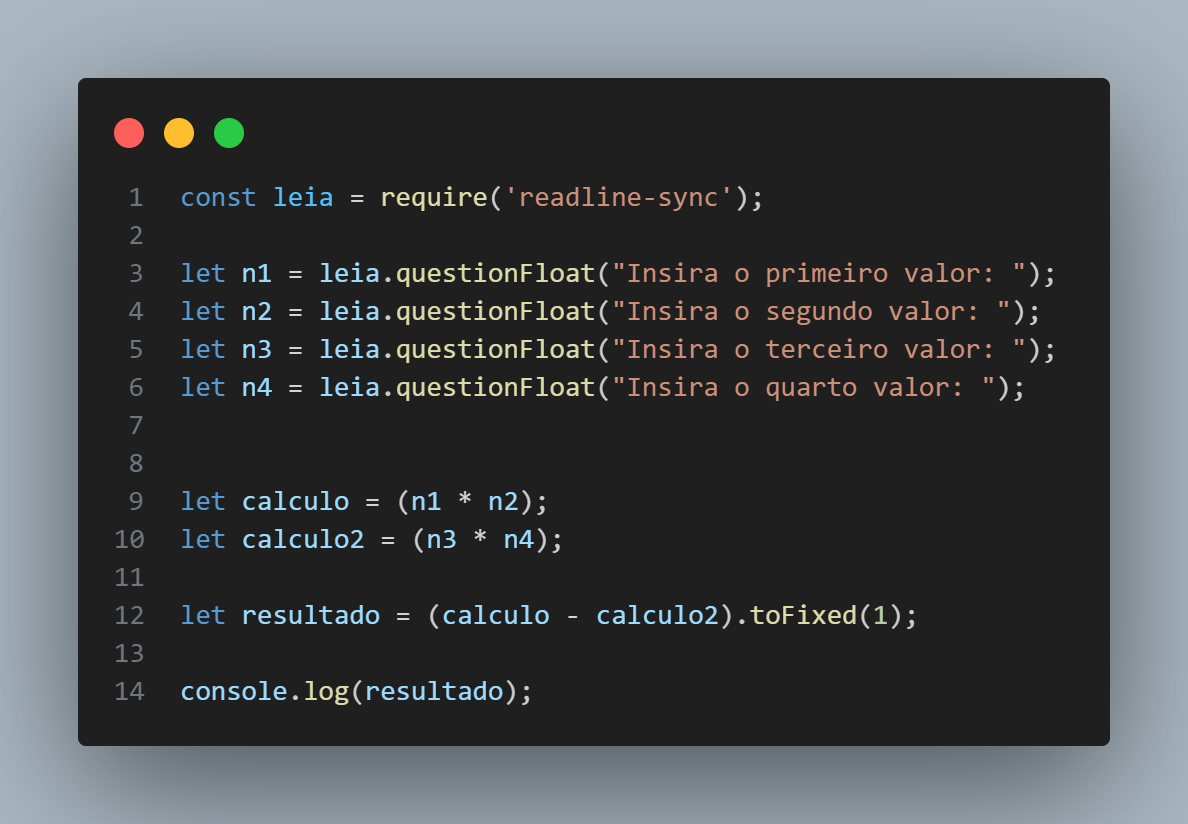 1 const leia = require('readline-sync');
2
3 let n1 = leia.questionFloat("Insira o primeiro valor: ");
4 let n2 = leia.questionFloat("Insira o segundo valor: ");
5 let n3 = leia.questionFloat("Insira o terceiro valor: ");
6 let n4 = leia.questionFloat("Insira o quarto valor: ");
7
8
9 let calculo = (n1 * n2);
10 let calculo2 = (n3 * n4);
11
12 let resultado = (calculo - calculo2).toFixed(1);
13
14 console.log(resultado);